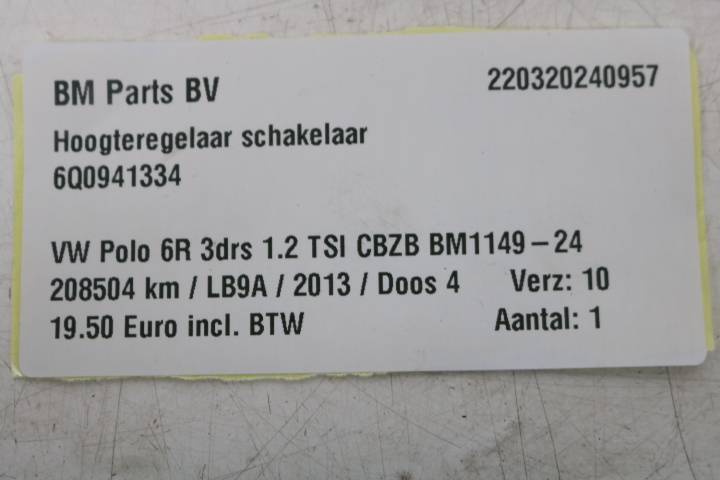 BM Parts BV 220320240957
Hoogteregelaar schakelaar
6Q0941334
VW Polo 6R 3drs 1.2 TSI CBZB BM1149-24
208504 km / LB9A / 2013 / Doos 4 Verz: 10
19.50 Euro incl. BTW Aantal: 1